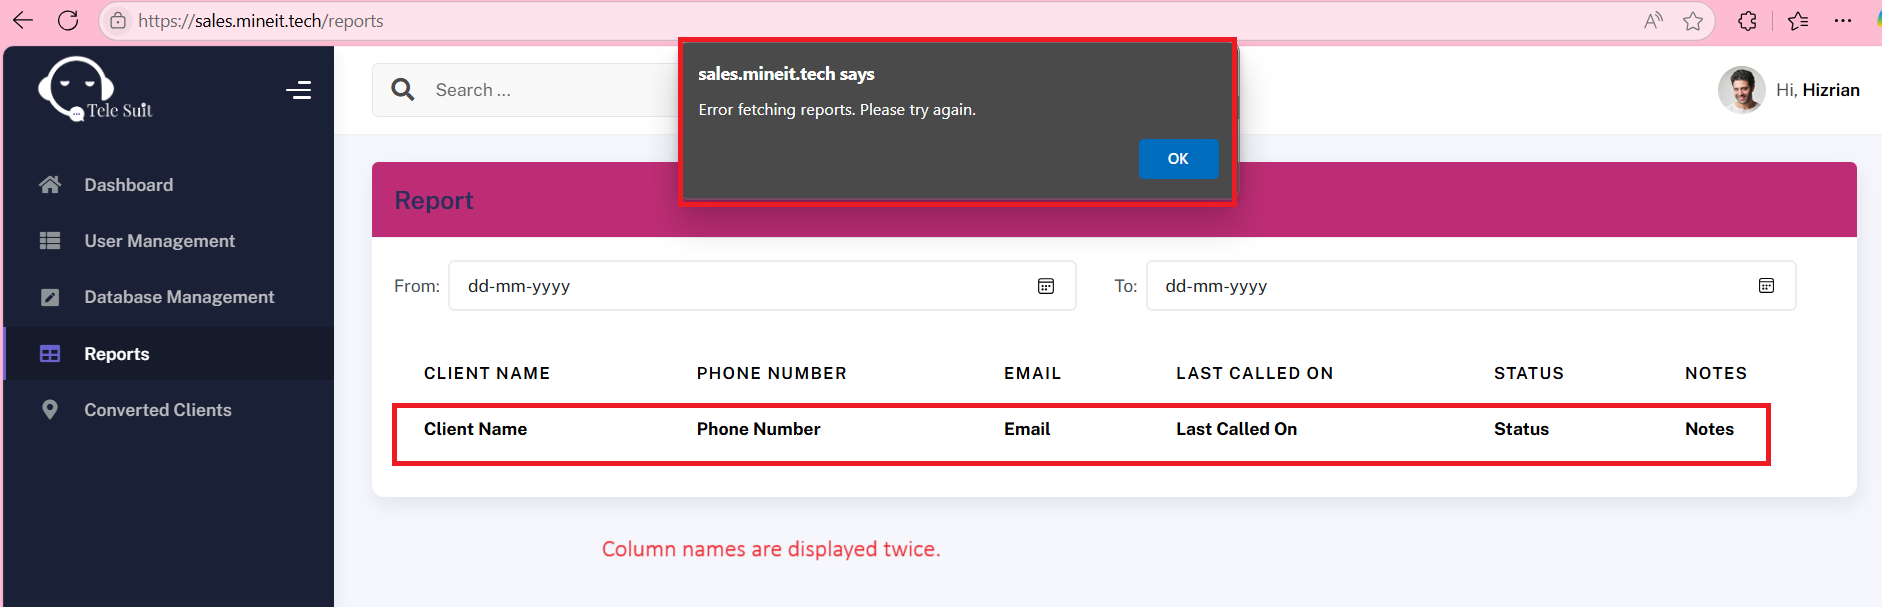 https://sales.mineit.tech/reports
Tele Suit
Search ...
sales.mineit.tech says
Error fetching reports. Please try again.
OK
Hi, Hizrian
Dashboard
User Management
Database Management
Reports
Converted Clients
Report
From: dd-mm-yyyy To: dd-mm-yyyy
CLIENT NAME PHONE NUMBER EMAIL LAST CALLED ON STATUS NOTES
Client Name Phone Number Email Last Called On Status Notes
Column names are displayed twice.